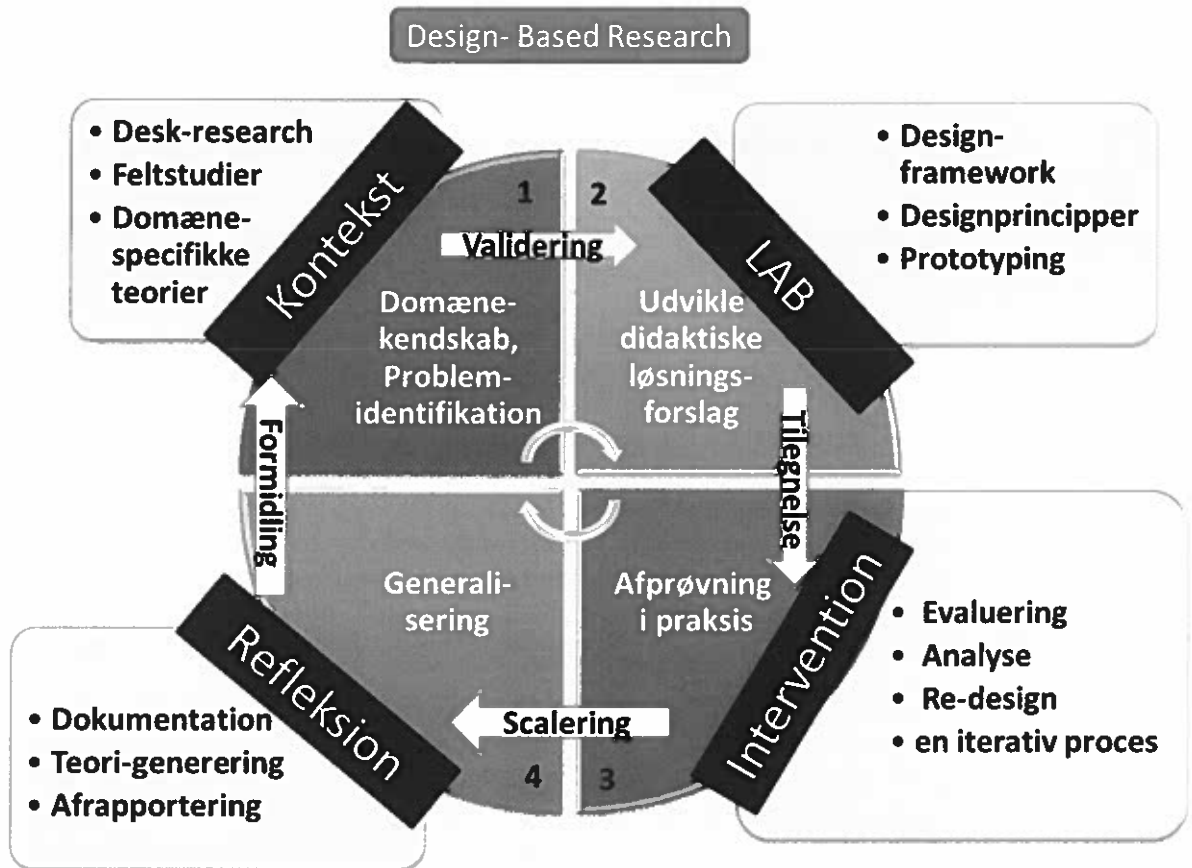 Design- Based Research
• Desk-research
• Feltstudier
• Domæne-
specifikke
teorier
Kontekst
1
Validering
Domæne-
kendskab,
Problem-
identifikation
2
Udvikle
didaktiske
løsnings-
forslag
LAB
• Design-
framework
• Designprincipper
• Prototyping
Tilegnelse
Intervention
Afprøvning
i praksis
3
• Evaluering
• Analyse
• Re-design
• en iterativ proces
Scalering
Generali-
sering
4
Refleksion
• Dokumentation
• Teori-generering
• Afrapportering
Formidling